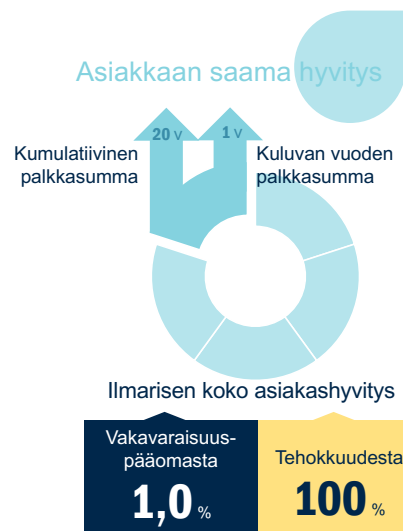 Asiakkaan saama hyvitys
20 v
1 v
Kumulatiivinen
palkkasumma
Kuluvan vuoden
palkkasumma
Ilmarisen koko asiakashyvitys
Vakavaraisuus-
pääomasta
1,0 %
Tehokkuudesta
100 %